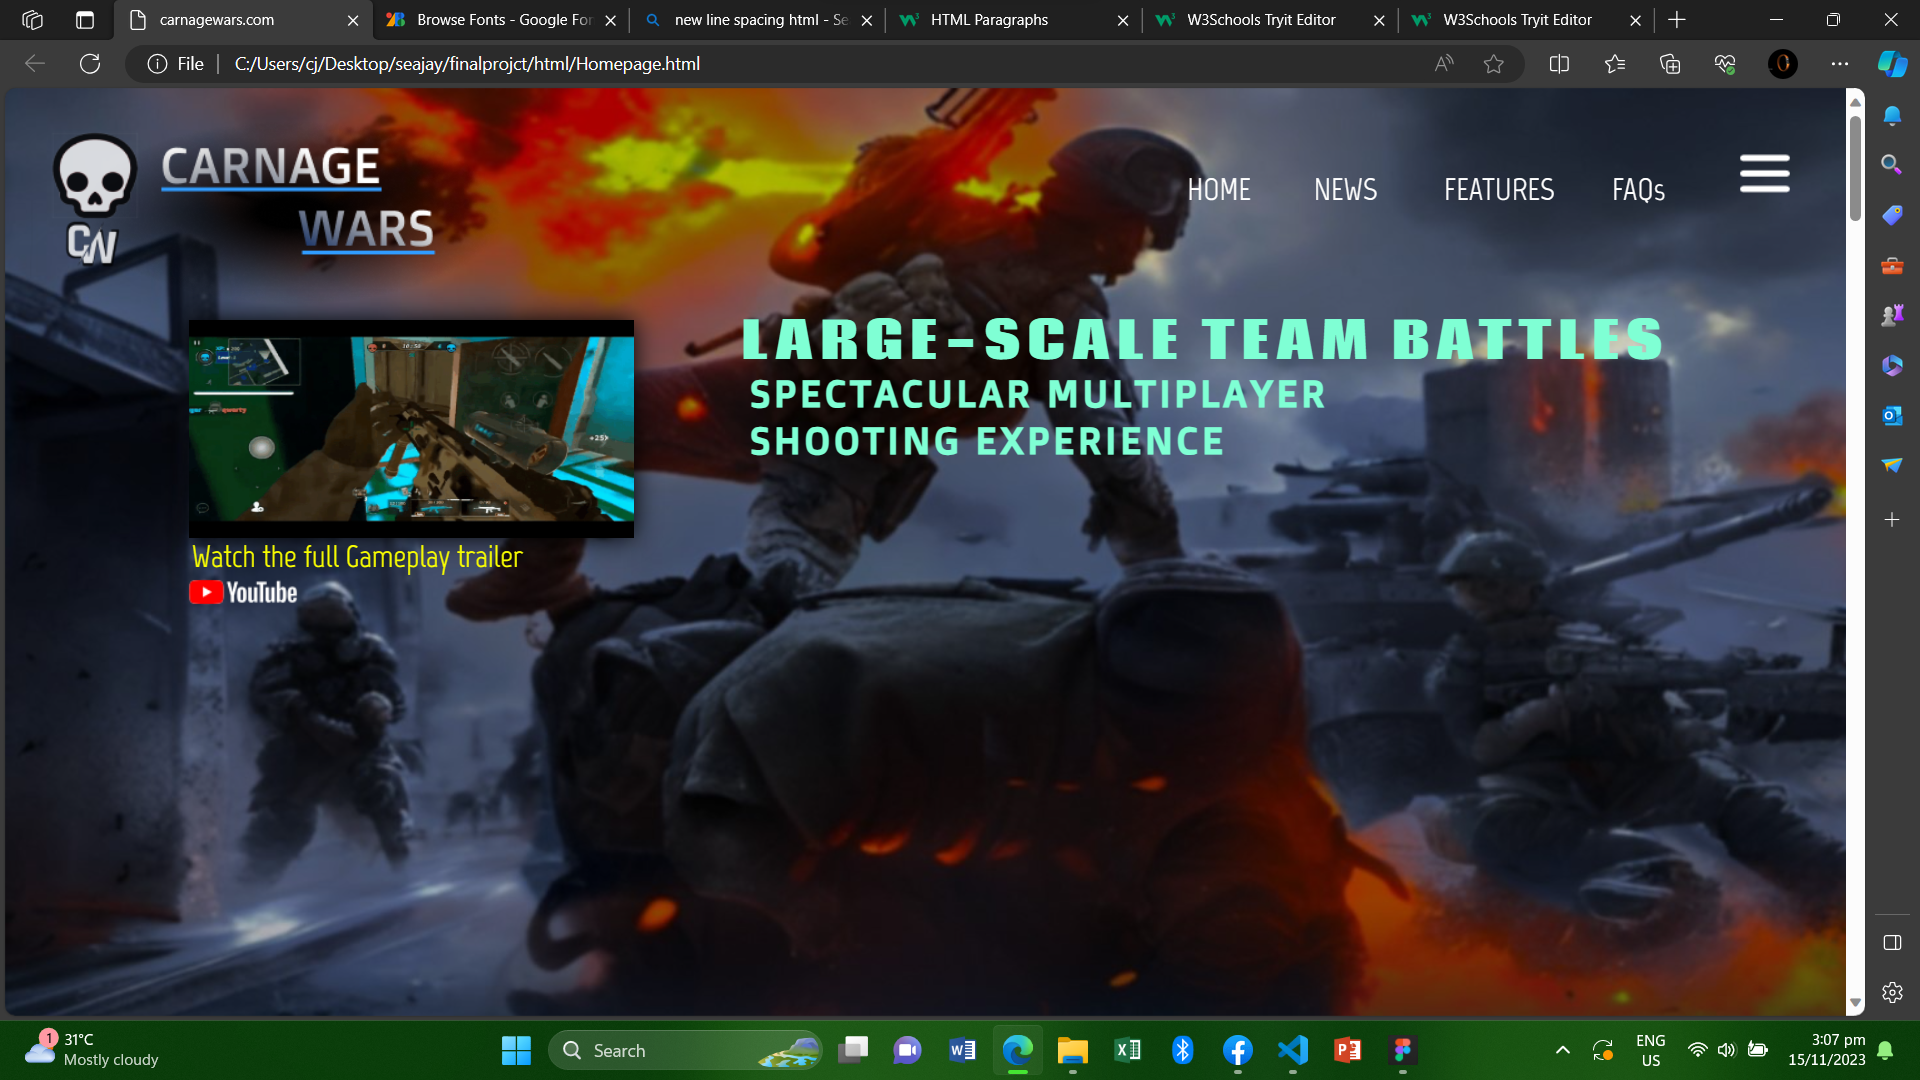 carnagewars.com
Browse Fonts - Google For
new line spacing html - Se
HTML Paragraphs
W3Schools Tryit Editor
W3Schools Tryit Editor
File
C:/Users/cj/Desktop/seajay/finalprojct/html/Homepage.html
CARNAGE
WARS
CW
HOME
NEWS
FEATURES
FAQs
LARGE-SCALE TEAM BATTLES
SPECTACULAR MULTIPLAYER
SHOOTING EXPERIENCE
+25
Watch the full Gameplay trailer
YouTube
1
31°C
Mostly cloudy
Search
ENG
US
3:07 pm
15/11/2023